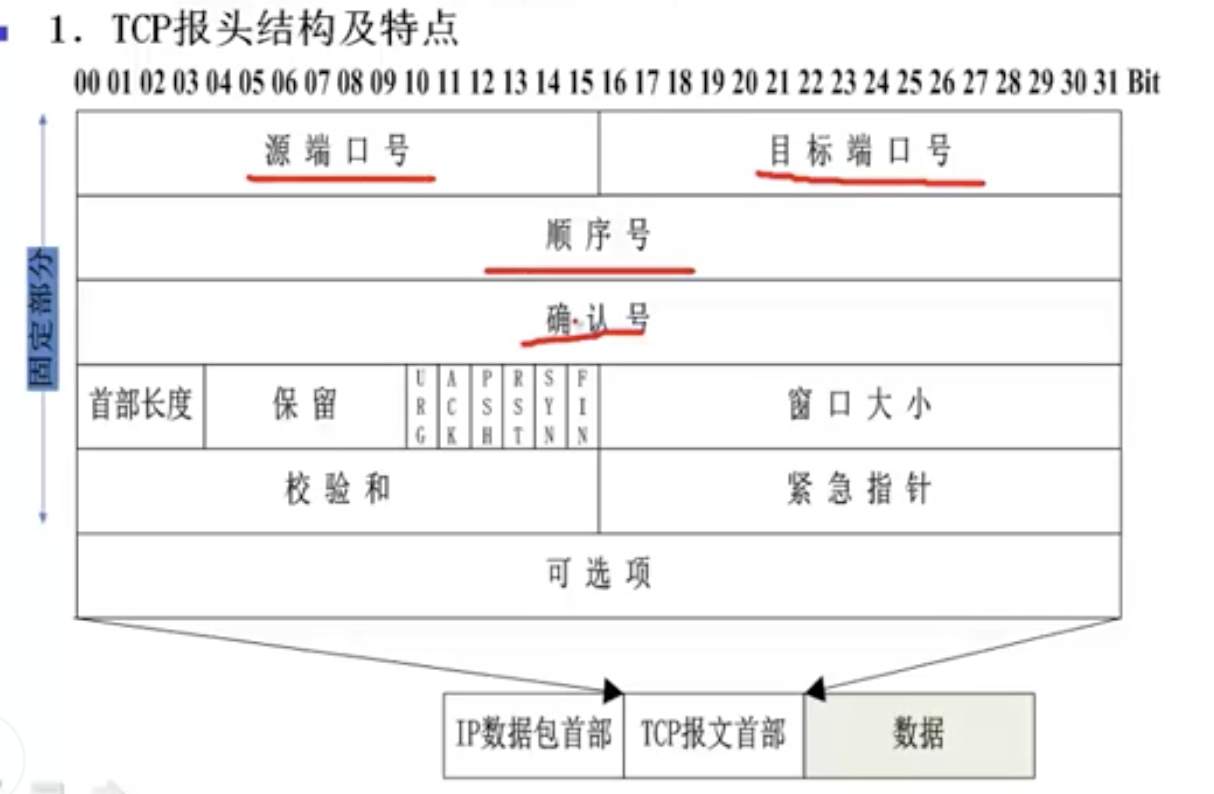 1. TCP报头结构及特点
00 01 02 03 04 05 06 07 08 09 10 11 12 13 14 15 16 17 18 19 20 21 22 23 24 25 26 27 28 29 30 31 Bit
源端口号 目标端口号
顺序号
确认号
固定部分
首部长度 保留 URG ACK PSH RST SYN FIN 窗口大小
校验和 紧急指针
可选项
IP数据包首部 TCP报文首部 数据